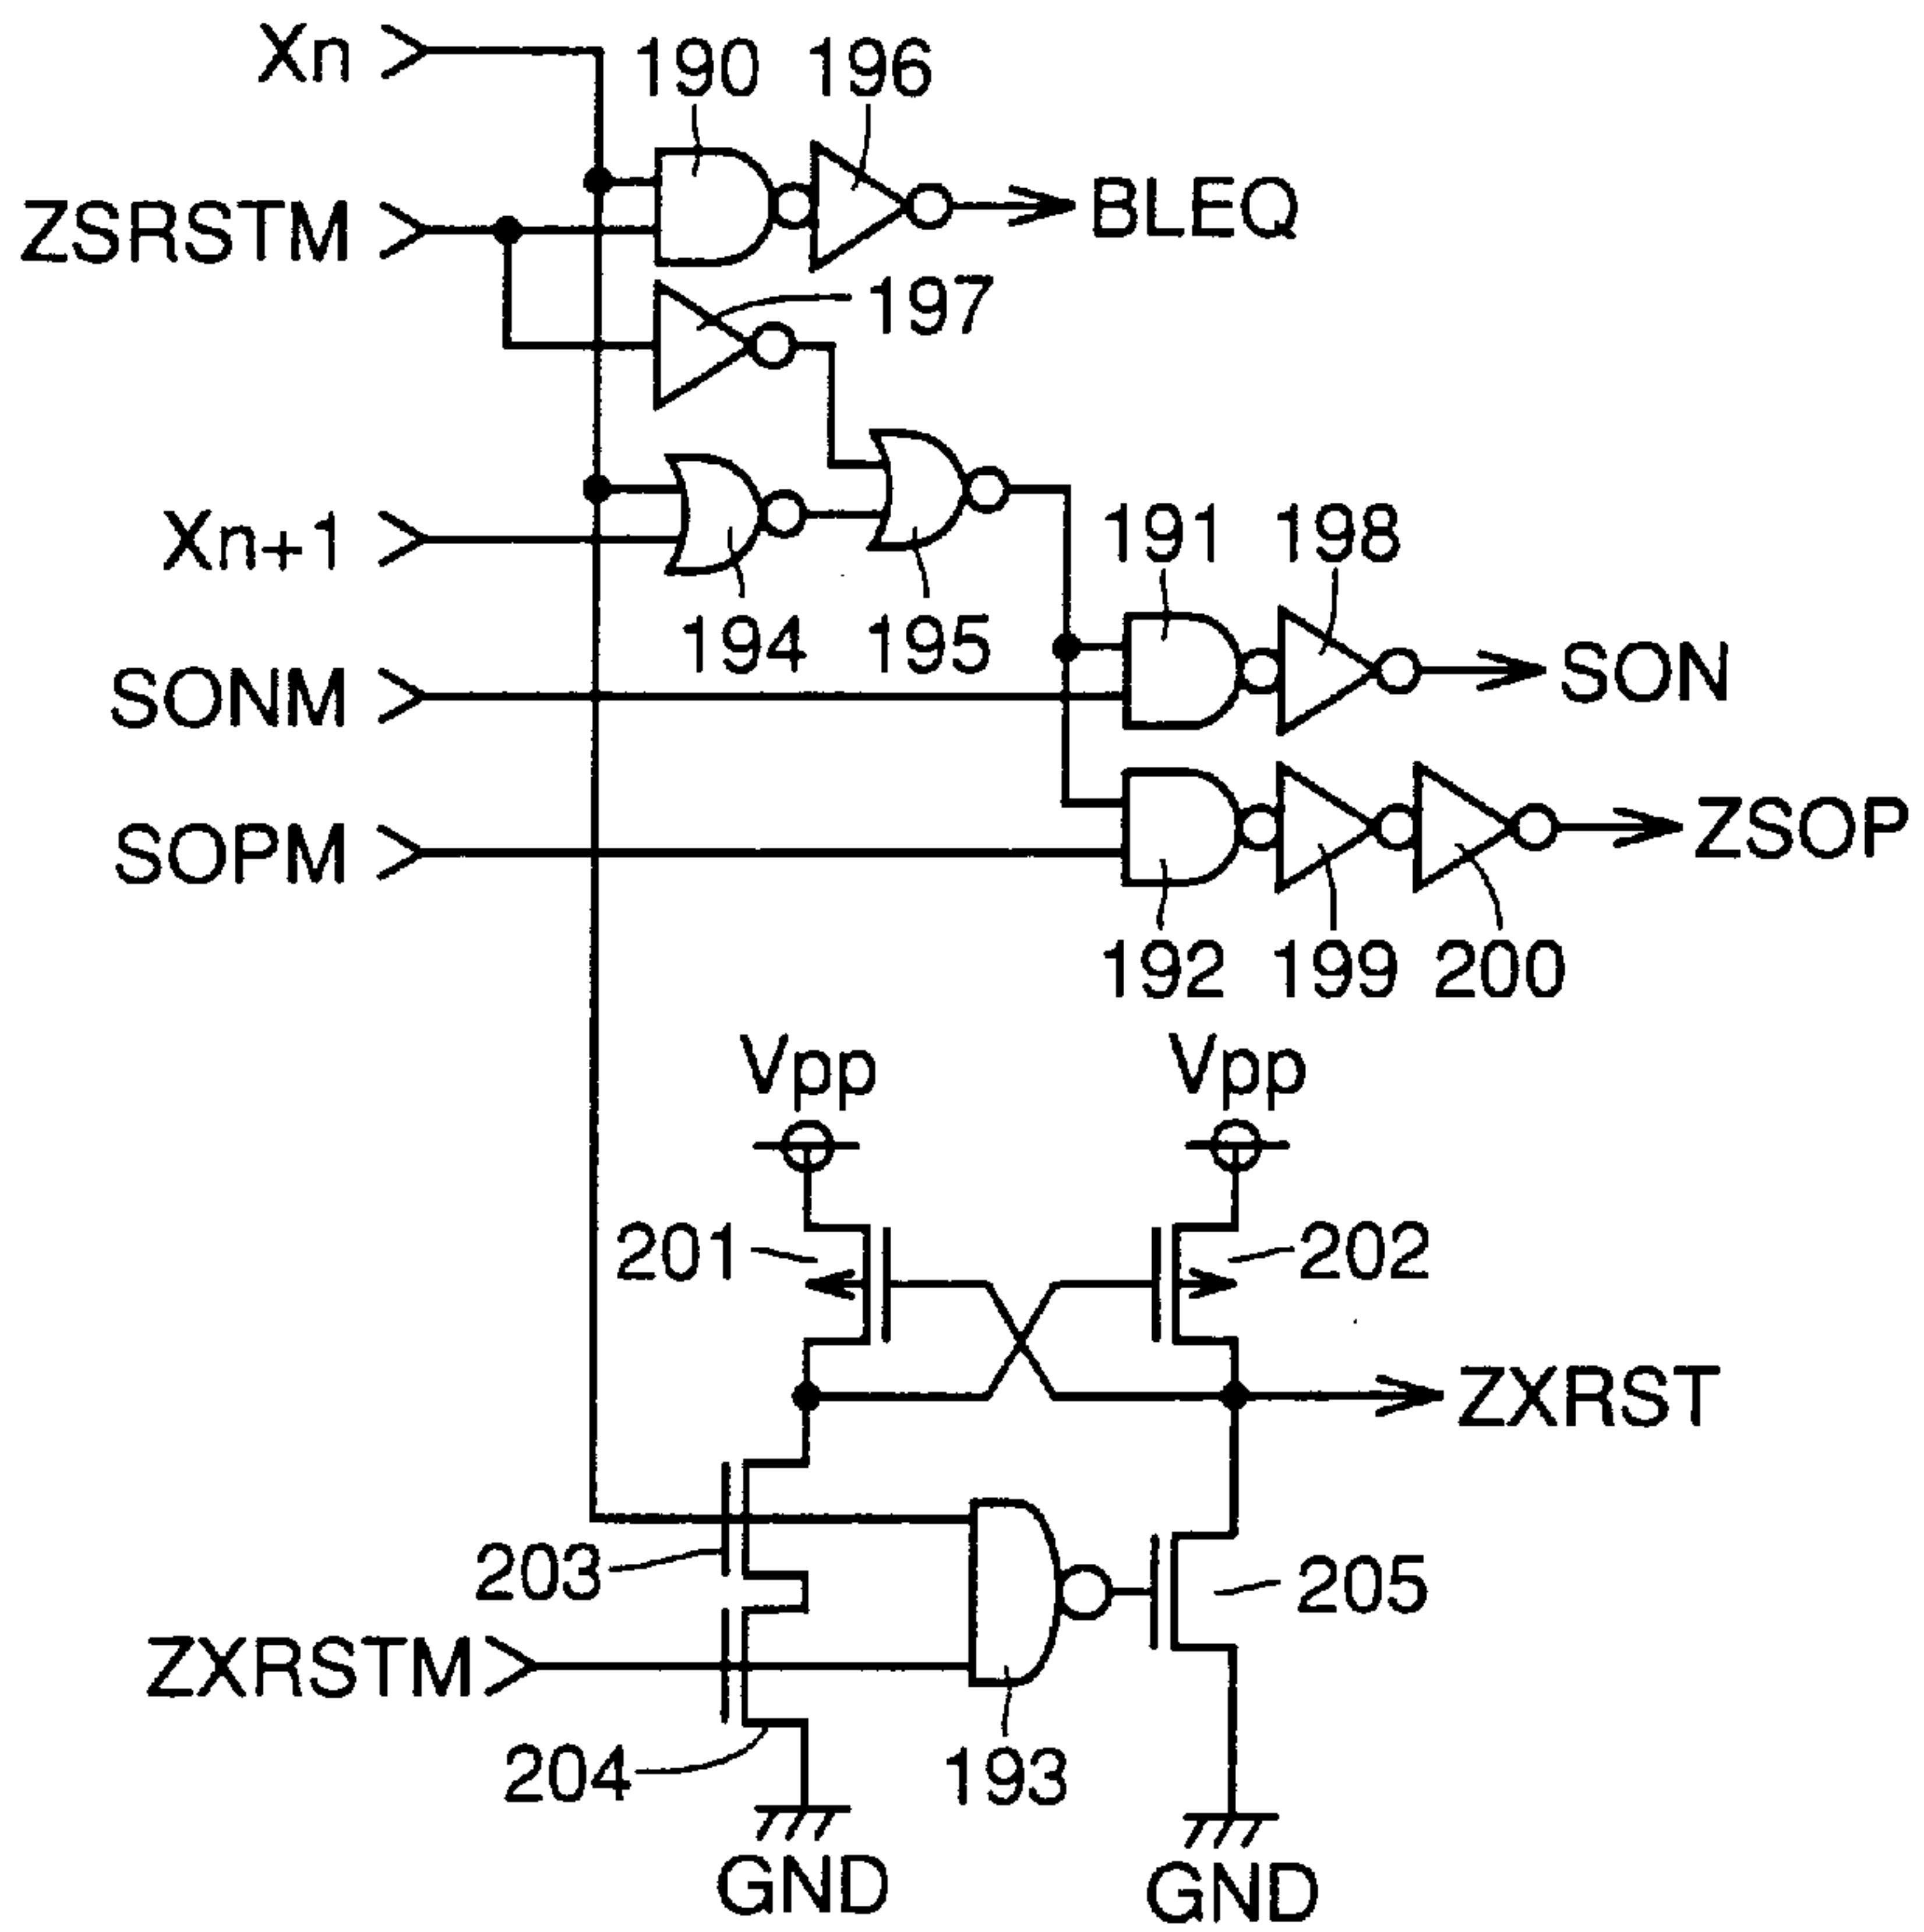 Xn
190 196
ZSRSTM
BLEQ
197
Xn+1
191 198
194 195
SONM
SON
SOPM
ZSOP
192 199 200
Vpp Vpp
201 202
ZXRST
203
205
ZXRSTM
204 193
GND GND